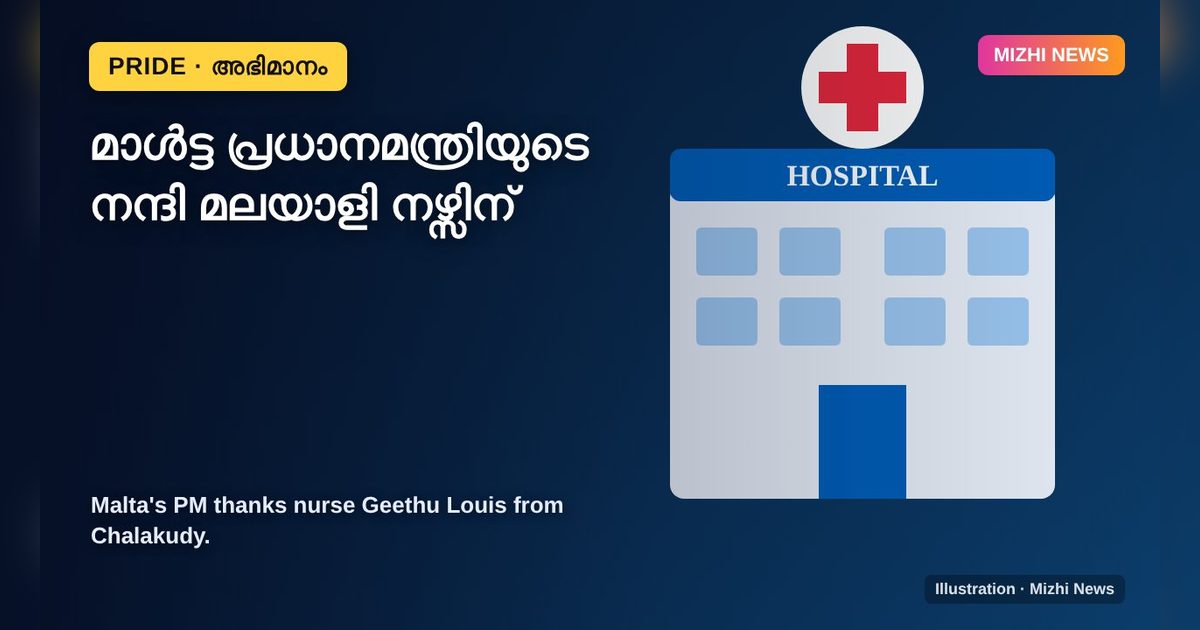 PRIDE · അഭിമാനം
MIZHI NEWS
മാൾട്ട പ്രധാനമന്ത്രിയുടെ
നന്ദി മലയാളി നഴ്സിന്
HOSPITAL
Malta's PM thanks nurse Geethu Louis from
Chalakudy.
Illustration · Mizhi News